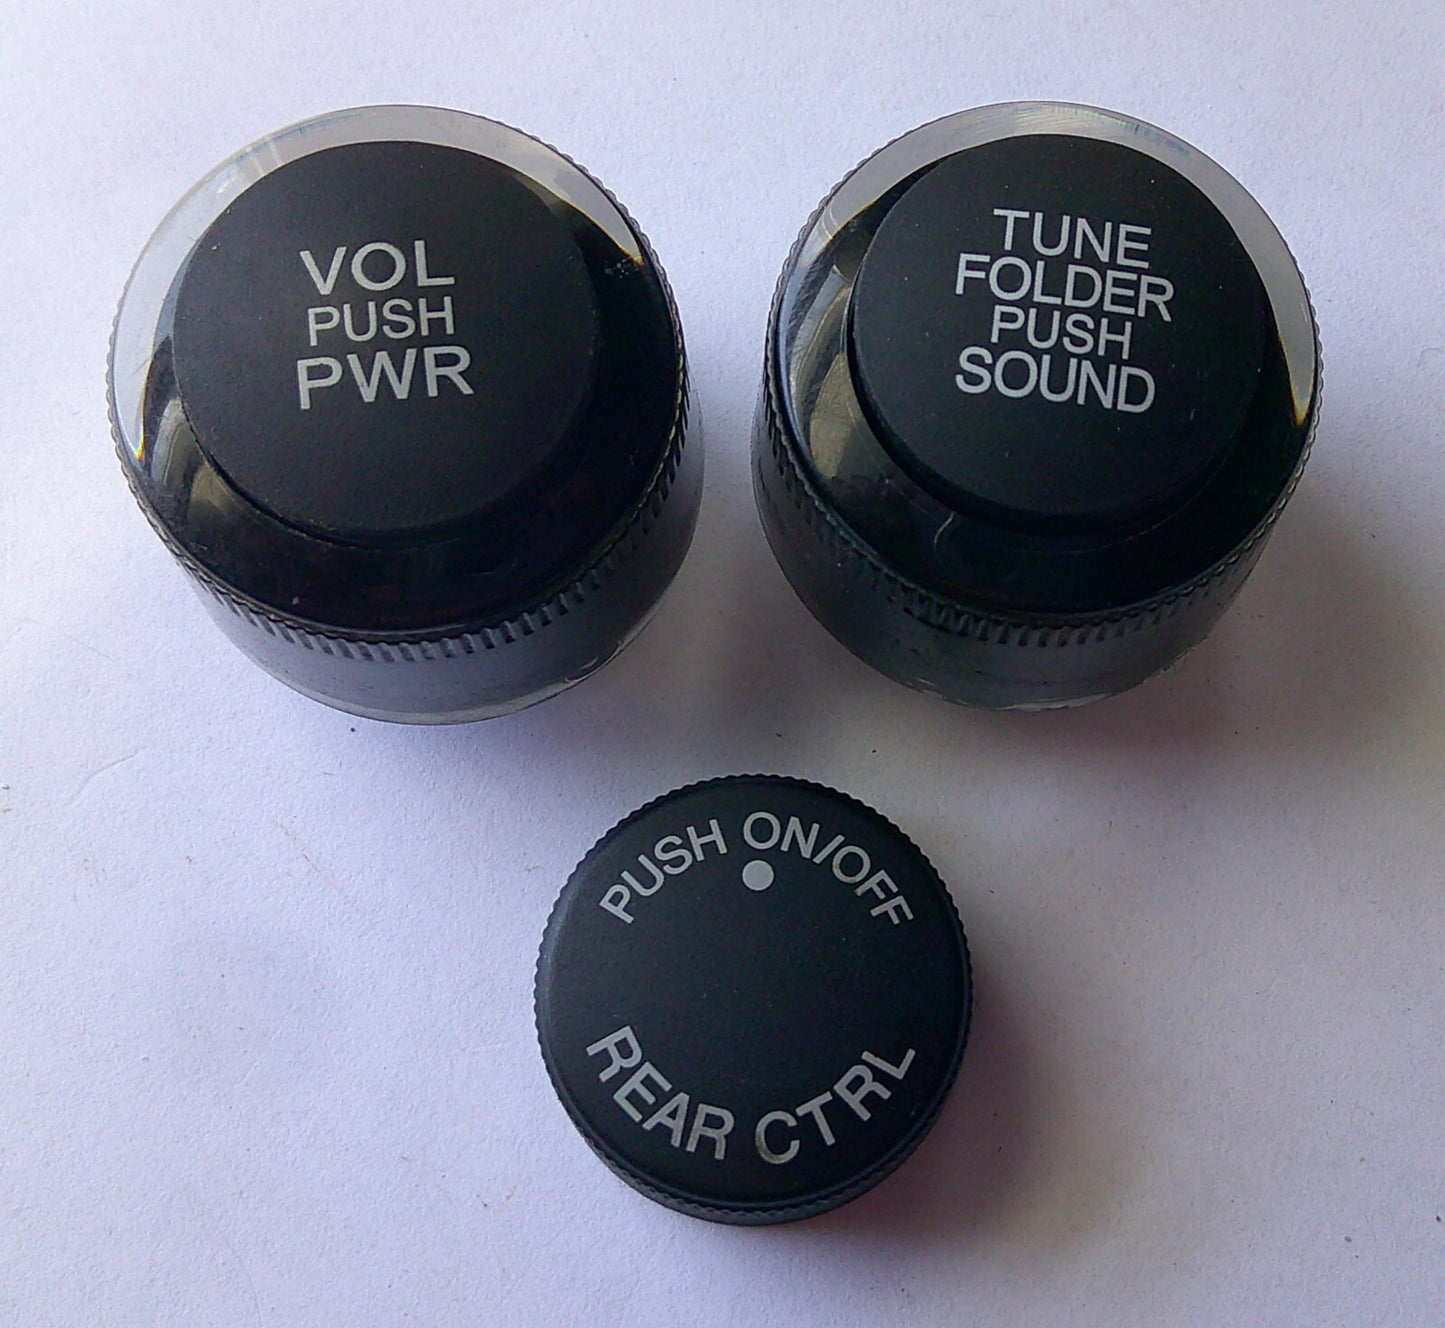 VOL
PUSH
PWR
TUNE
FOLDER
PUSH
SOUND
PUSH ON/OFF
REAR CTRL